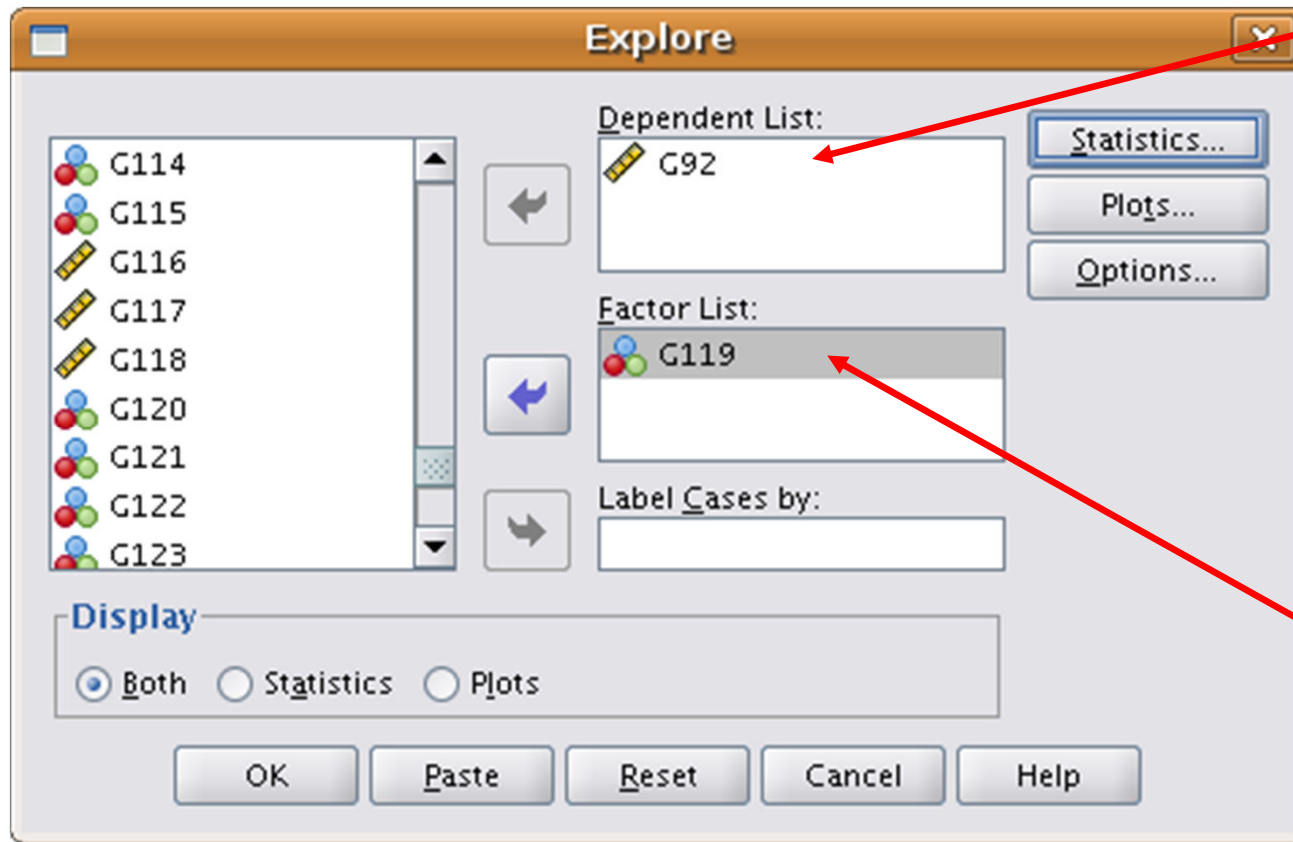 Explore
G114
G115
G116
G117
G118
G120
G121
G122
G123
Dependent List:
G92
Factor List:
G119
Label Cases by:
Statistics...
Plots...
Options...
Display
Both Statistics Plots
OK Paste Reset Cancel Help